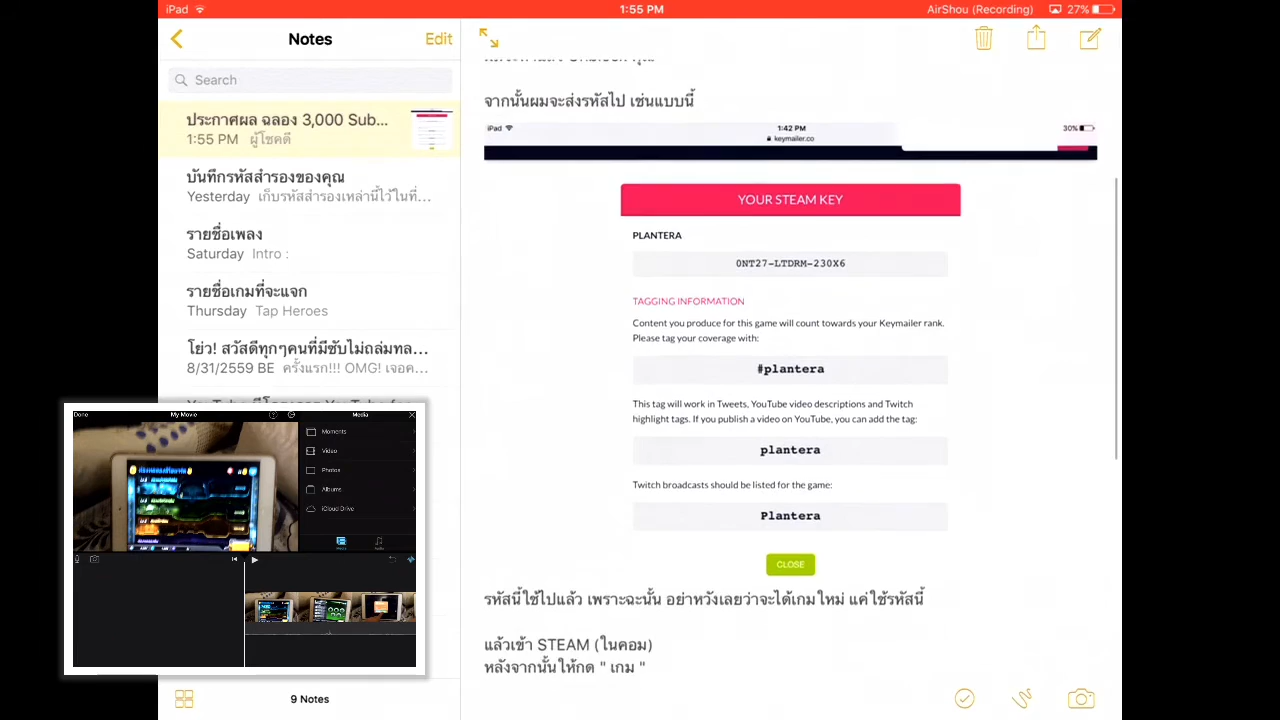 iPad
1:55 PM
AirShou (Recording)
27%
Notes
Edit
Search
ประกาศผล ฉลอง 3,000 Sub...
1:55 PM ผู้โชคดี
บันทึกรหัสสำรองของคุณ
Yesterday เก็บรหัสสำรองเหล่านี้ไว้ในที่...
รายชื่อเพลง
Saturday Intro :
รายชื่อเกมที่จะแจก
Thursday Tap Heroes
โย่ว! สวัสดีทุกๆคนที่มีซับไม่ถล่มทล...
8/31/2559 BE ครั้งแรก!!! OMG! เจอค...
9 Notes
จากนั้นผมจะส่งรหัสไป เช่นแบบนี้
iPad
1:42 PM
30%
keymailer.co
YOUR STEAM KEY
PLANTERA
0NT27-LTDRM-230X6
TAGGING INFORMATION
Content you produce for this game will count towards your Keymailer rank.
Please tag your coverage with:
#plantera
This tag will work in Tweets, YouTube video descriptions and Twitch
highlight tags. If you publish a video on YouTube, you can add the tag:
plantera
Twitch broadcasts should be listed for the game:
Plantera
CLOSE
รหัสนี้ใช้ไปแล้ว เพราะฉะนั้น อย่าหวังเลยว่าจะได้เกมใหม่ แค่ใช้รหัสนี้
แล้วเข้า STEAM (ในคอม)
หลังจากนั้นให้กด " เกม "
Done
My Movie
Media
Moments
Video
Photos
Albums
iCloud Drive
Media
Audio